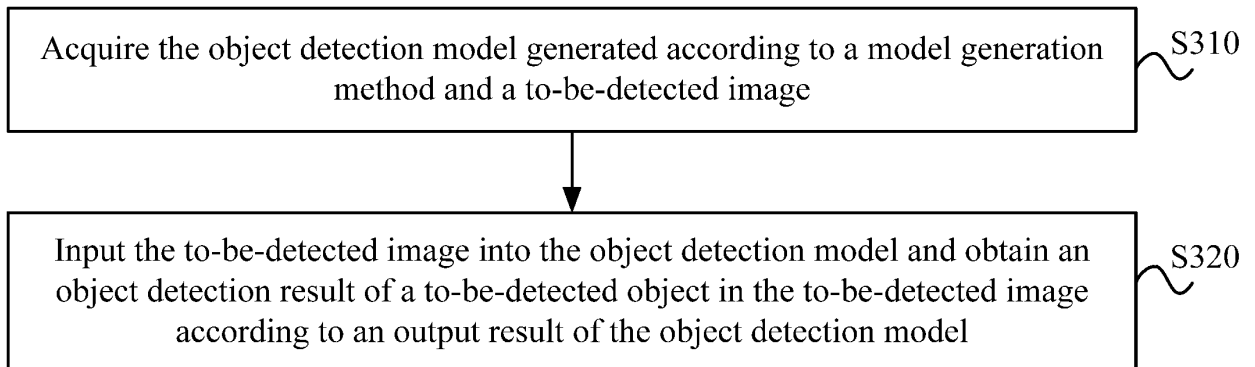 Acquire the object detection model generated according to a model generation
method and a to-be-detected image
S310
Input the to-be-detected image into the object detection model and obtain an
object detection result of a to-be-detected object in the to-be-detected image
according to an output result of the object detection model
S320